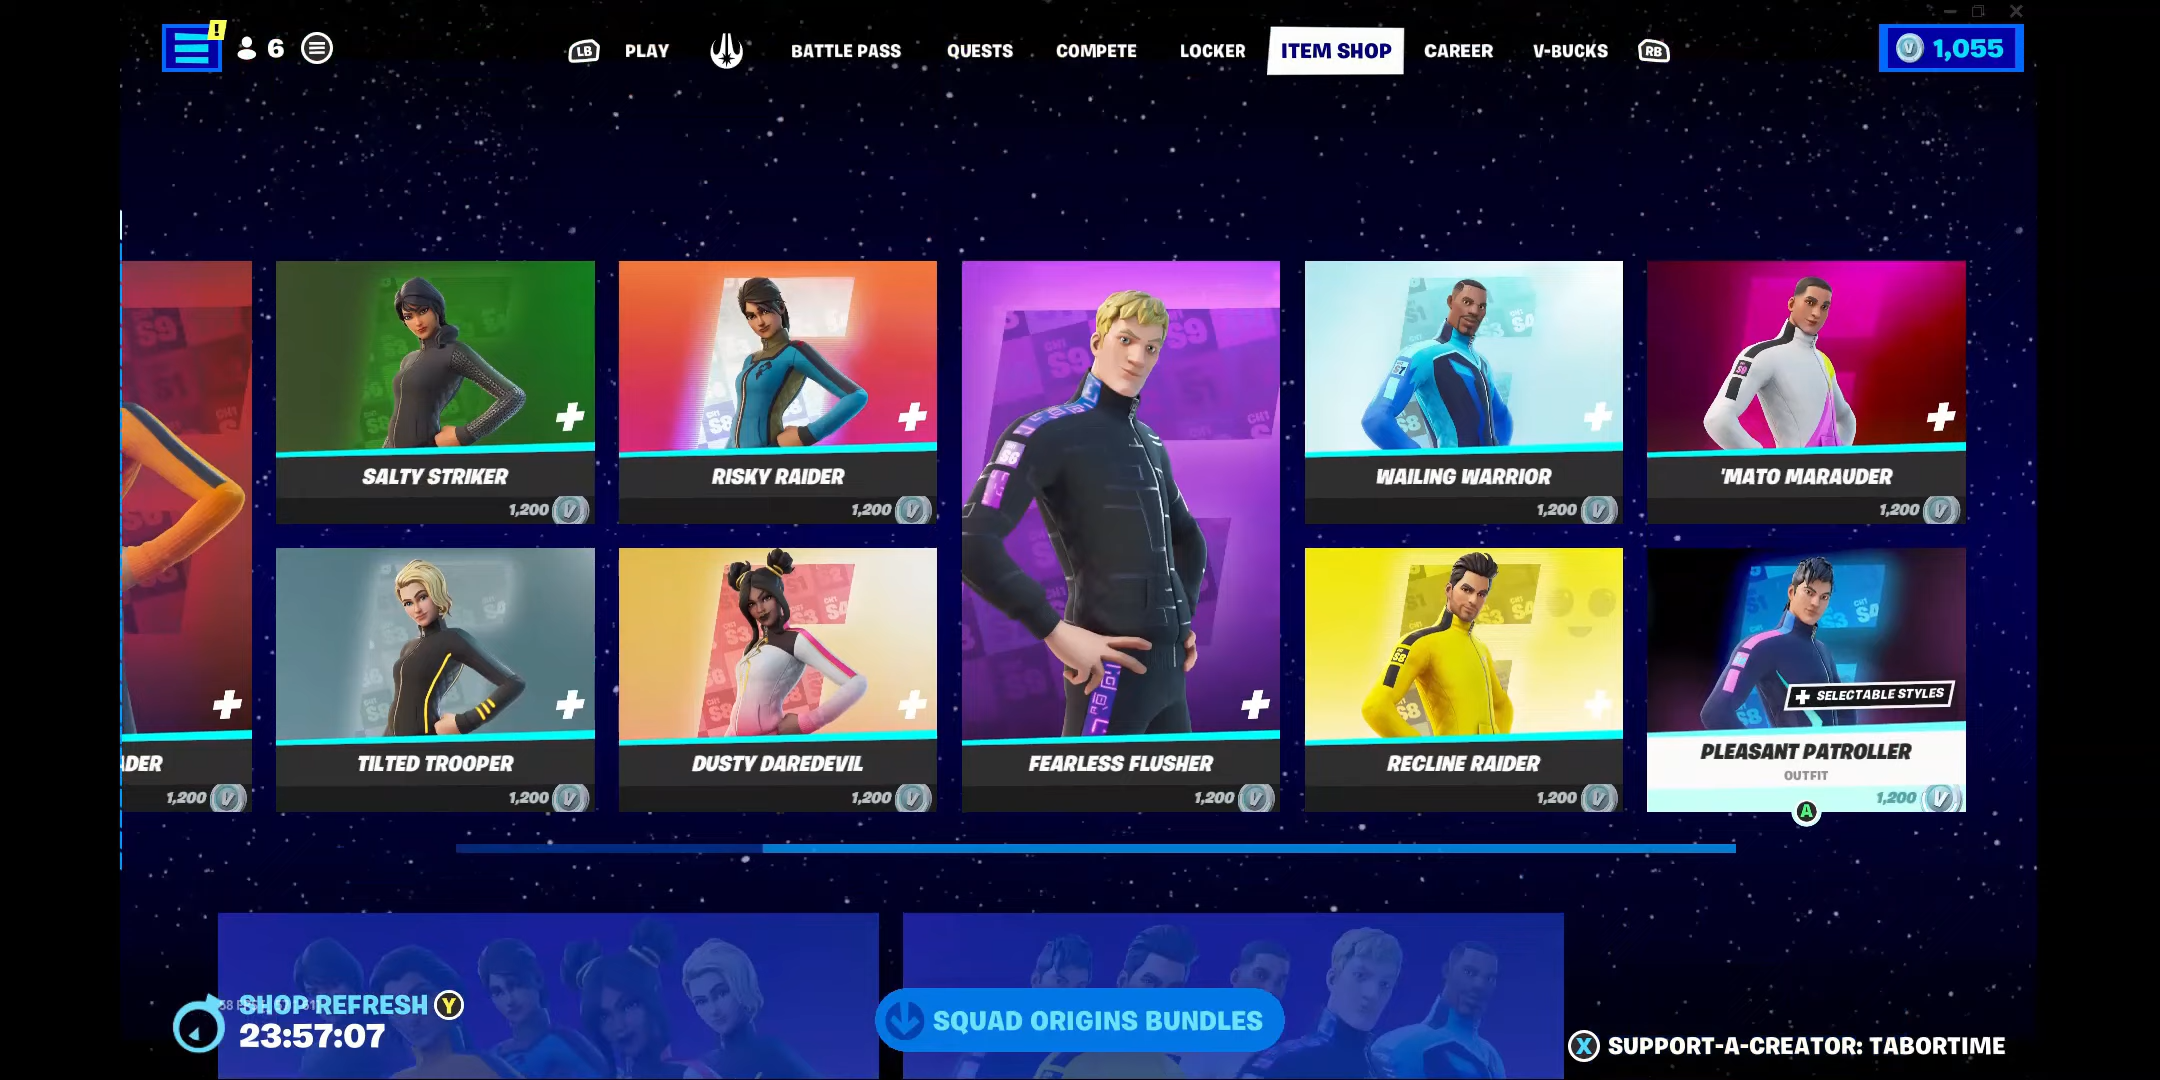 !
6
LB
PLAY
BATTLE PASS
QUESTS
COMPETE
LOCKER
ITEM SHOP
CAREER
V-BUCKS
RB
1,055
SALTY STRIKER
1,200
RISKY RAIDER
1,200
WAILING WARRIOR
1,200
'MATO MARAUDER
1,200
ADER
1,200
TILTED TROOPER
1,200
DUSTY DAREDEVIL
1,200
FEARLESS FLUSHER
1,200
RECLINE RAIDER
1,200
+ SELECTABLE STYLES
PLEASANT PATROLLER
OUTFIT
1,200
A
SHOP REFRESH Y
23:57:07
SQUAD ORIGINS BUNDLES
X SUPPORT-A-CREATOR: TABORTIME